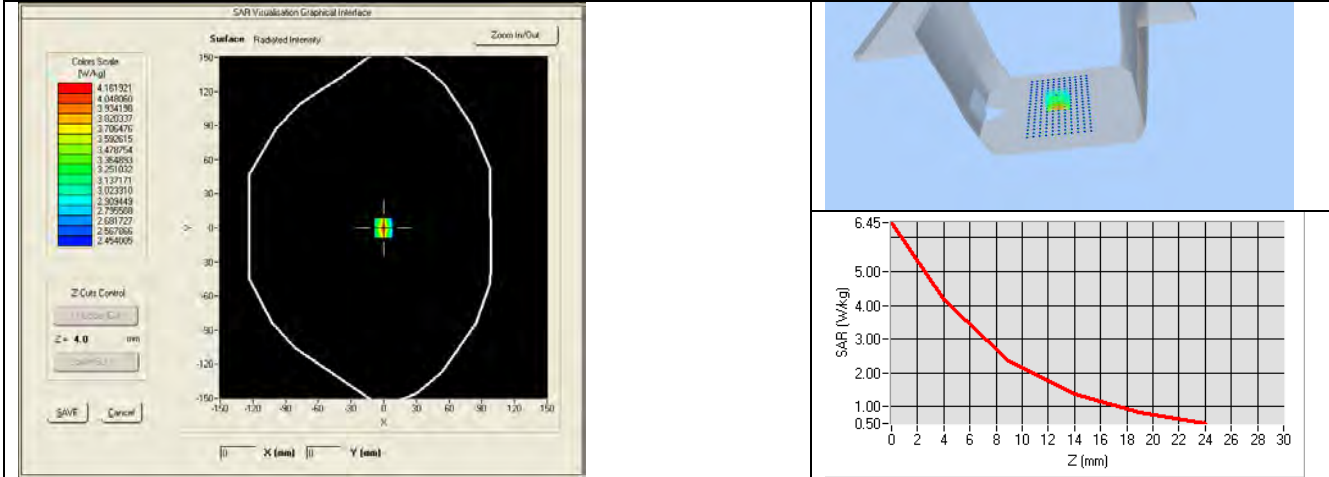 SAR Visualisation Graphical Interface
Surface Radiated Intensity
Zoom In/Out
Colors Scale
[W/kg]
4.161921
4.048060
3.934198
3.820337
3.706476
3.592615
3.478754
3.364893
3.251032
3.137171
3.023310
2.909449
2.795588
2.681727
2.567866
2.454005
150-
120-
90-
60-
30-
0-
-30-
-60-
-90-
-120-
-150-
Y
-150 -120 -90 -60 -30 0 30 60 90 120 150
X
Z Cuts Control
Z = 4.0 mm
SAVE Cancel
0 X (mm) 0 Y (mm)
6.45-
5.00-
4.00-
3.00-
2.00-
1.00-
0.50-
SAR (W/kg)
0 2 4 6 8 10 12 14 16 18 20 22 24 26 28 30
Z (mm)